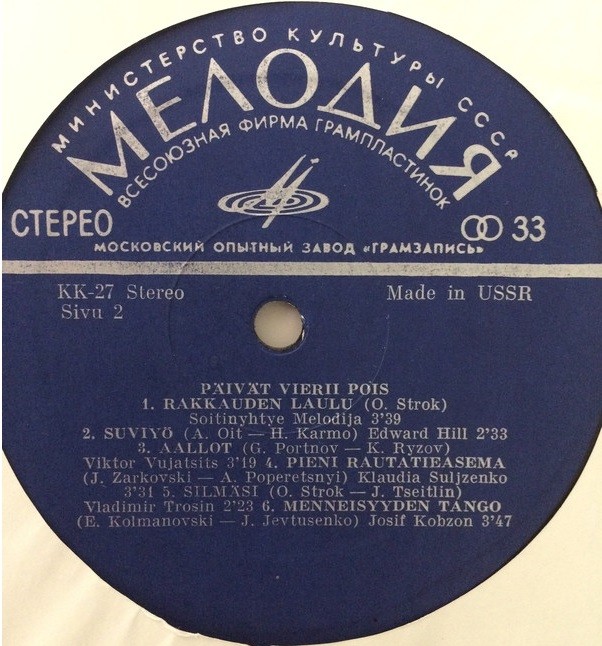 МИНИСТЕРСТВО КУЛЬТУРЫ СССР
МЕЛОДИЯ
ВСЕСОЮЗНАЯ ФИРМА ГРАМПЛАСТИНОК
СТЕРЕО
33
МОСКОВСКИЙ ОПЫТНЫЙ ЗАВОД «ГРАМЗАПИСЬ»
KK-27 Stereo
Made in USSR
Sivu 2
PÄIVÄT VIERII POIS
1. RAKKAUDEN LAULU (O. Strok)
Soitinyhtye Melodija 3'39
2. SUVIYÖ (A. Oit — H. Karmo) Edward Hill 2'33
3. AALLOT (G. Portnov — K. Ryzov)
Viktor Vujatsits 3'19 4. PIENI RAUTATIEASEMA
(J. Zarkovski — A. Poperetsnyi) Klaudia Suljzenko
3'31 5. SILMÄSI (O. Strok — J. Tseitlin)
Vladimir Trosin 2'23 6. MENNEISYYDEN TANGO
(E. Kolmanovski — J. Jevtusenko) Josif Kobzon 3'47